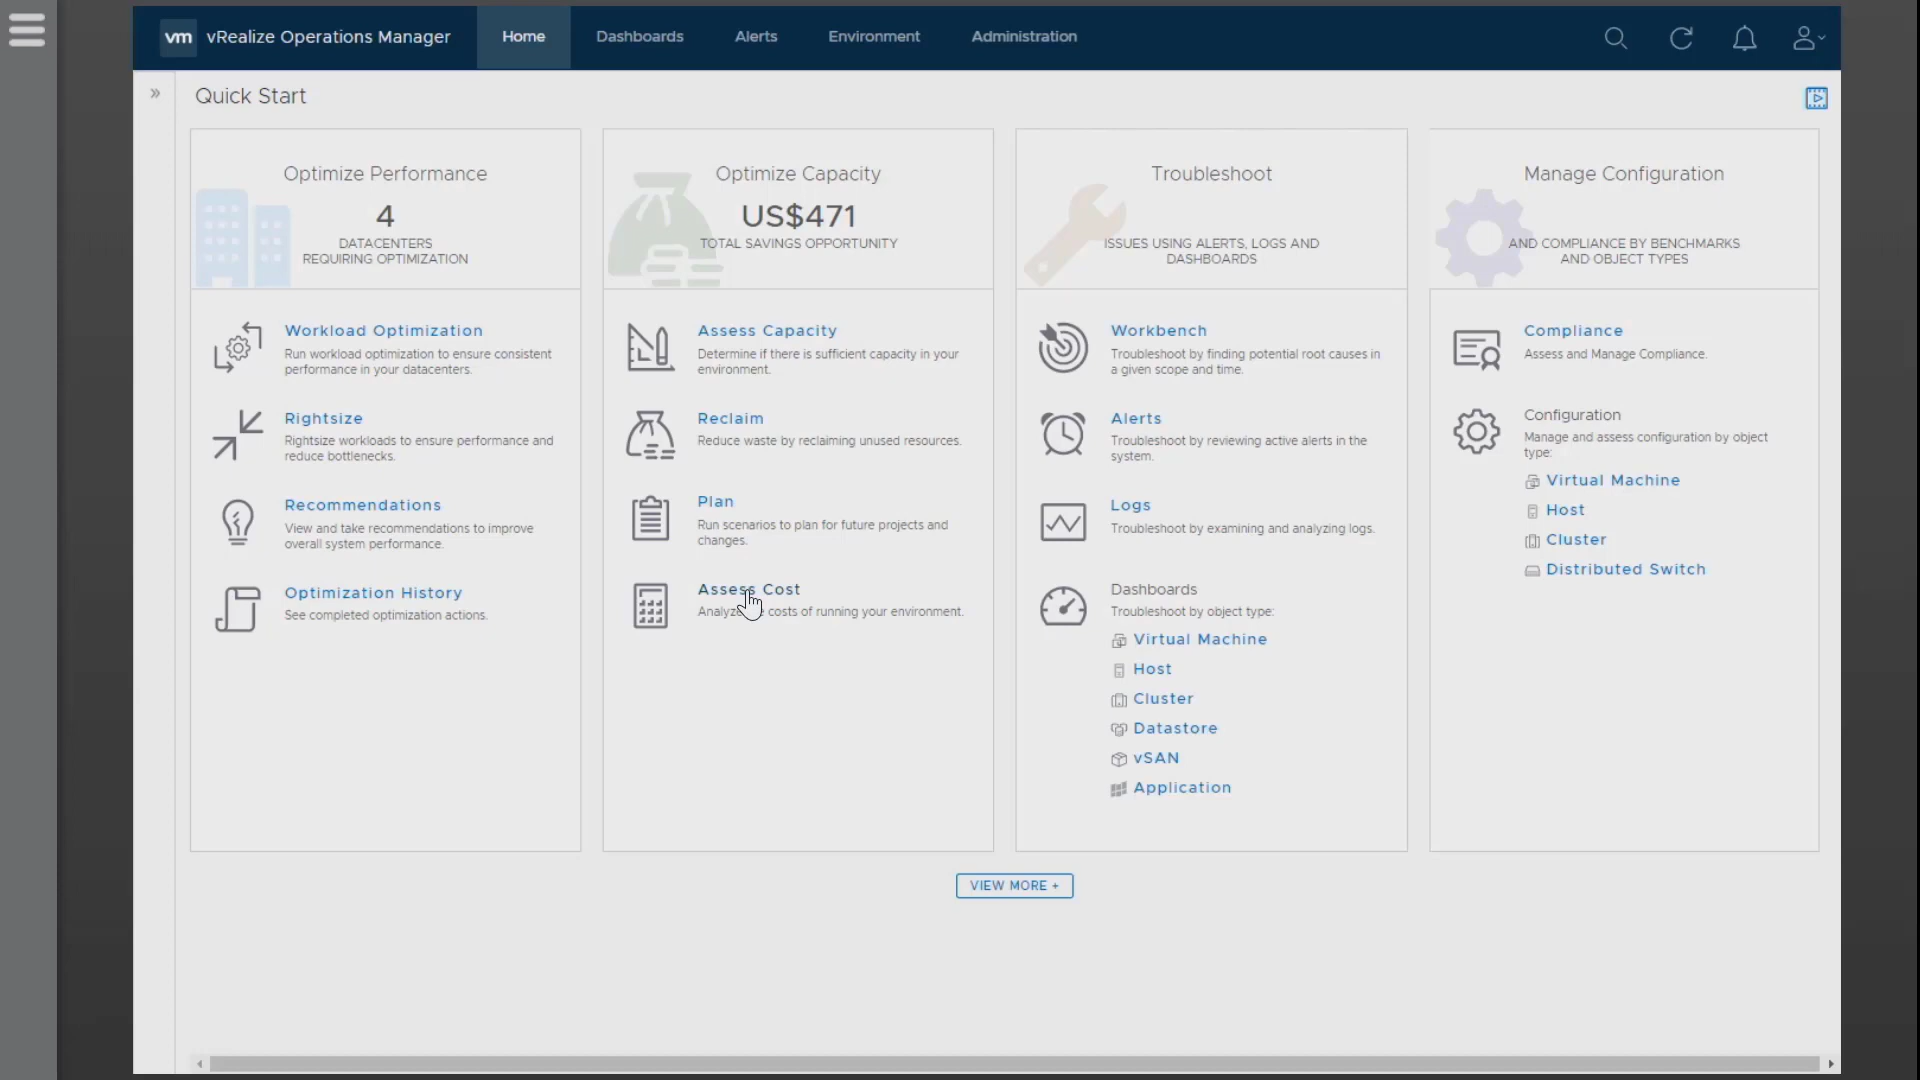 vm vRealize Operations Manager Home Dashboards Alerts Environment Administration
» Quick Start
Optimize Performance
4
DATACENTERS
REQUIRING OPTIMIZATION
Workload Optimization
Run workload optimization to ensure consistent
performance in your datacenters.
Rightsize
Rightsize workloads to ensure performance and
reduce bottlenecks.
Recommendations
View and take recommendations to improve
overall system performance.
Optimization History
See completed optimization actions.
Optimize Capacity
US$471
TOTAL SAVINGS OPPORTUNITY
Assess Capacity
Determine if there is sufficient capacity in your
environment.
Reclaim
Reduce waste by reclaiming unused resources.
Plan
Run scenarios to plan for future projects and
changes.
Assess Cost
costs of running your environment.
Troubleshoot
ISSUES USING ALERTS, LOGS AND
DASHBOARDS
Workbench
Troubleshoot by finding potential root causes in
a given scope and time.
Alerts
Troubleshoot by reviewing active alerts in the
system.
Logs
Troubleshoot by examining and analyzing logs.
Dashboards
Troubleshoot by object type:
Virtual Machine
Host
Cluster
Datastore
vSAN
Application
Manage Configuration
AND COMPLIANCE BY BENCHMARKS
AND OBJECT TYPES
Compliance
Assess and Manage Compliance.
Configuration
Manage and assess configuration by object
type:
Virtual Machine
Host
Cluster
Distributed Switch
VIEW MORE +